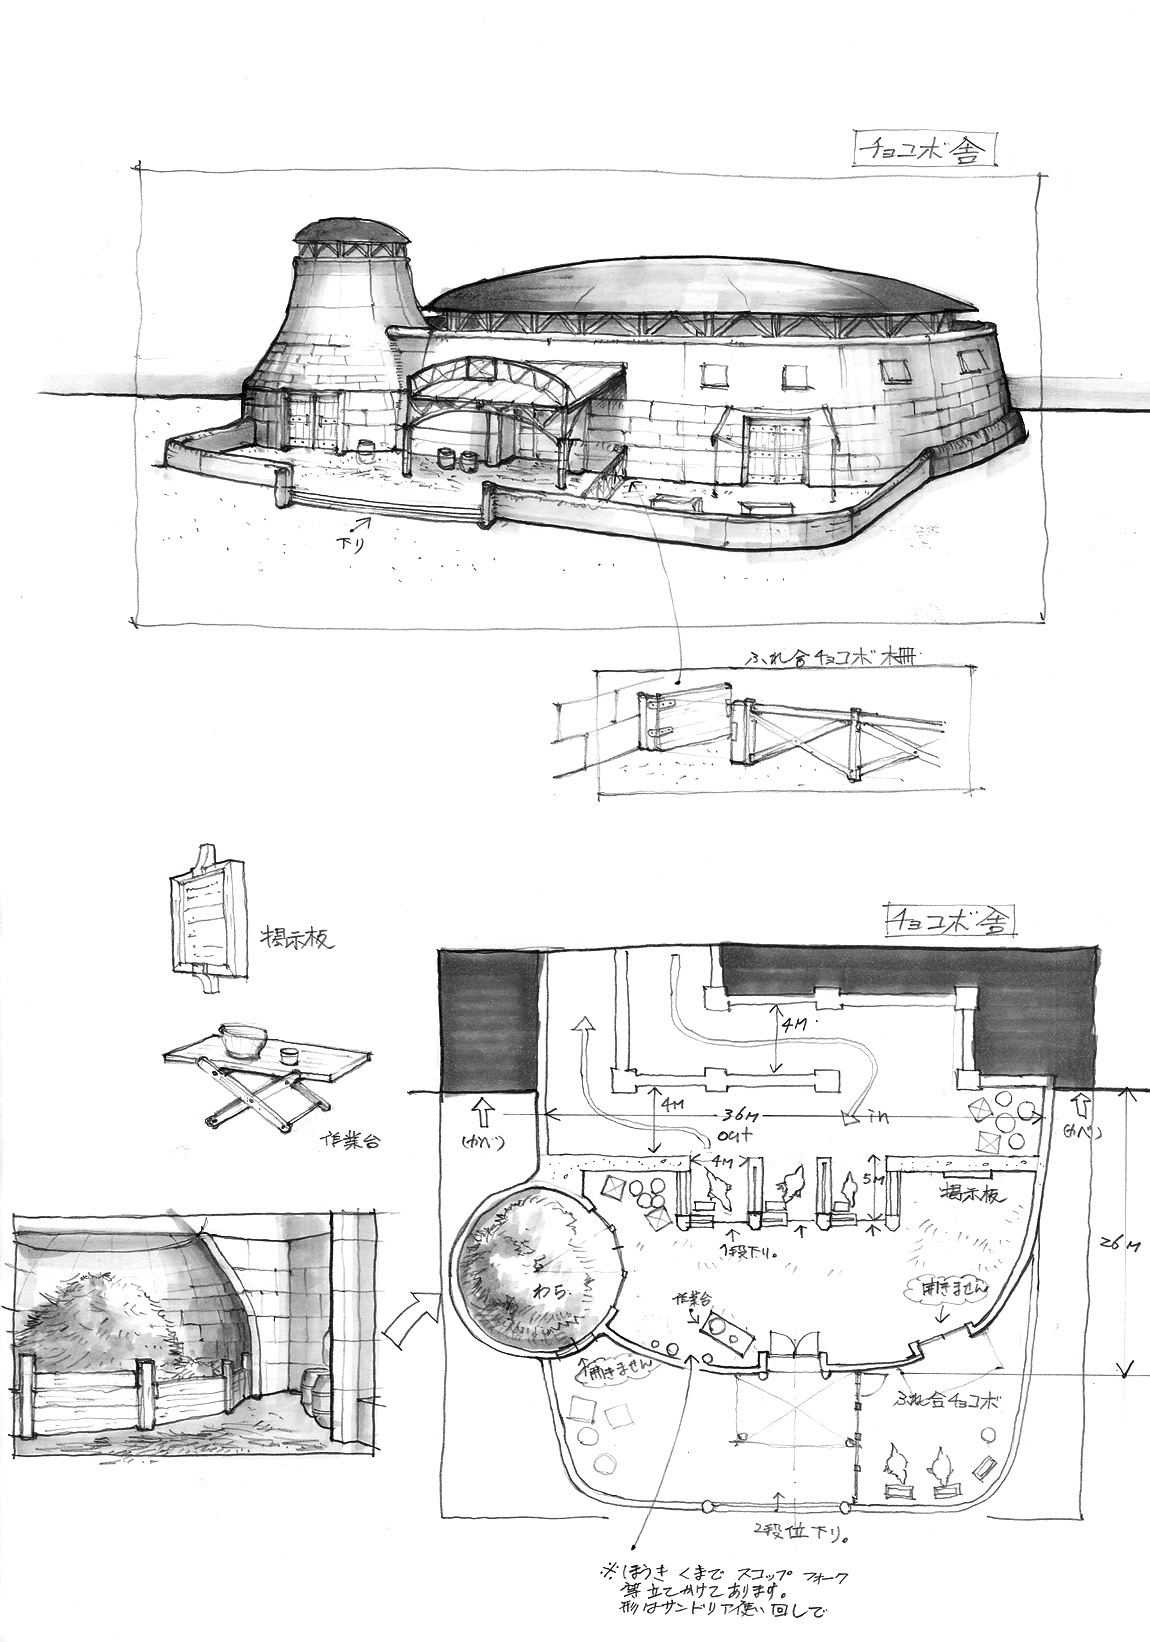 チョコボ舎
下り
ふれ合チョコボ木冊
掲示板
作業台
チョコボ舎
4M
4M
36M
in
out
4M
5M
(かべ)
(かべ)
掲示板
26M
1段下り。
わら
作業台
開きません
開きません
ふれ合チョコボ
2段位下り。
※ほうき くまで スコップ フォーク
等立てかけてあります。
形はサンドリア使い回しで